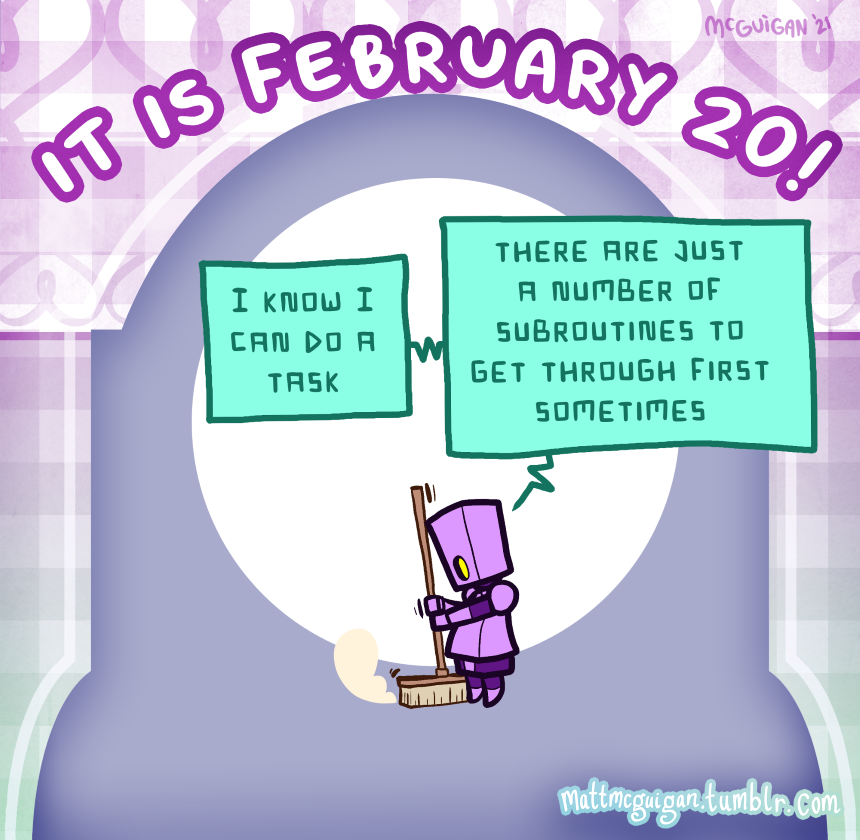 McGUIGAN '21
IT IS FEBRUARY 20!
I KNOW I
CAN DO A
TASK
THERE ARE JUST
A NUMBER OF
SUBROUTINES TO
GET THROUGH FIRST
SOMETIMES
mattmcguigan.tumblr.com